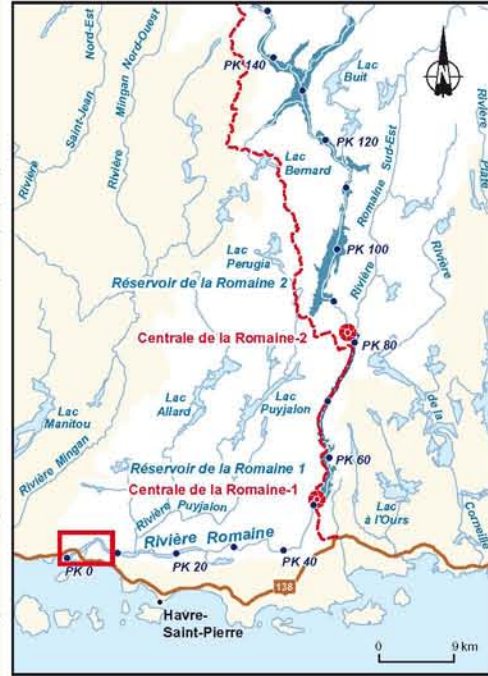 Nord-Est
Saint-Jean
Rivière
Nord-Ouest
Mingan
Rivière
PK 140
Lac
Buit
N
PK 120
Lac
Bernard
Sud-Est
Romaine
Rivière
PK 100
Lac
Perugia
Réservoir de la Romaine 2
Rivière
Centrale de la Romaine-2
PK 80
Lac
Allard
Lac
Puyjalon
Lac
Manitou
Rivière Mingan
de la
Corneille
PK 60
Réservoir de la Romaine 1
Centrale de la Romaine-1
Rivière Puyjalon
Lac
à l'Ours
Rivière Romaine
PK 0
PK 20
PK 40
138
Havre-
Saint-Pierre
0 9 km